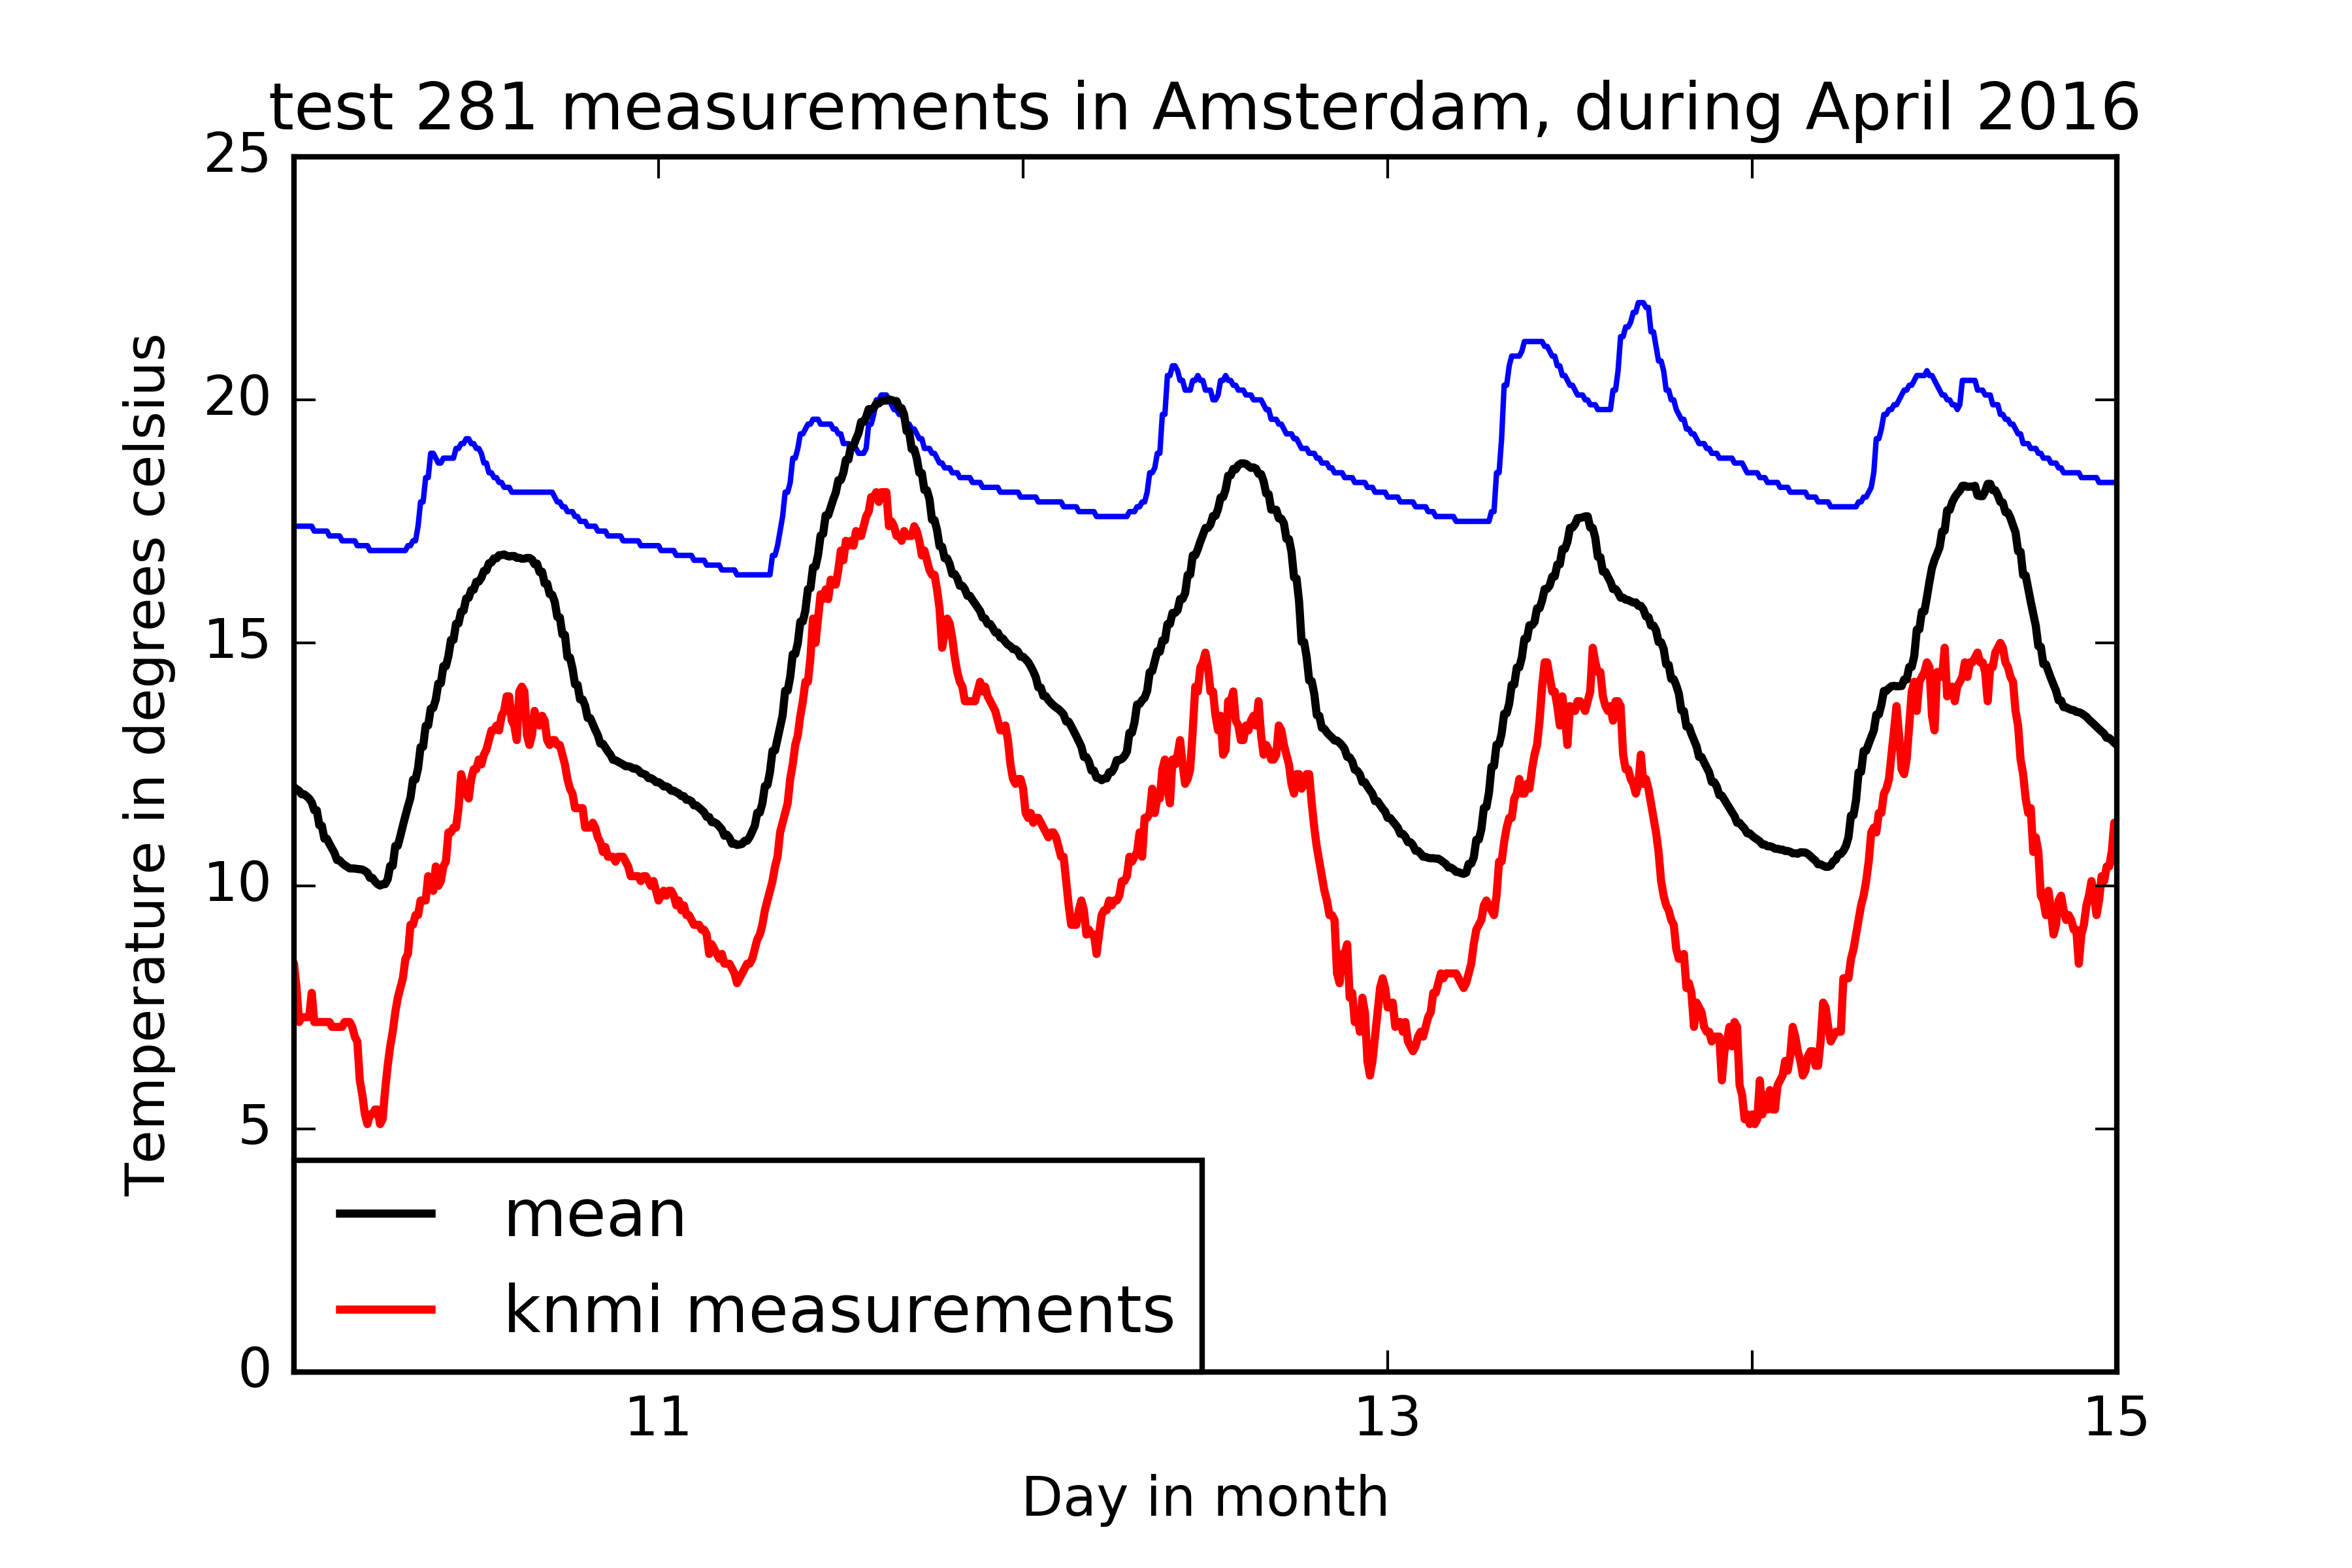 test 281 measurements in Amsterdam, during April 2016
25
20
15
10
5
0
Temperature in degrees celsius
mean
knmi measurements
11
13
15
Day in month